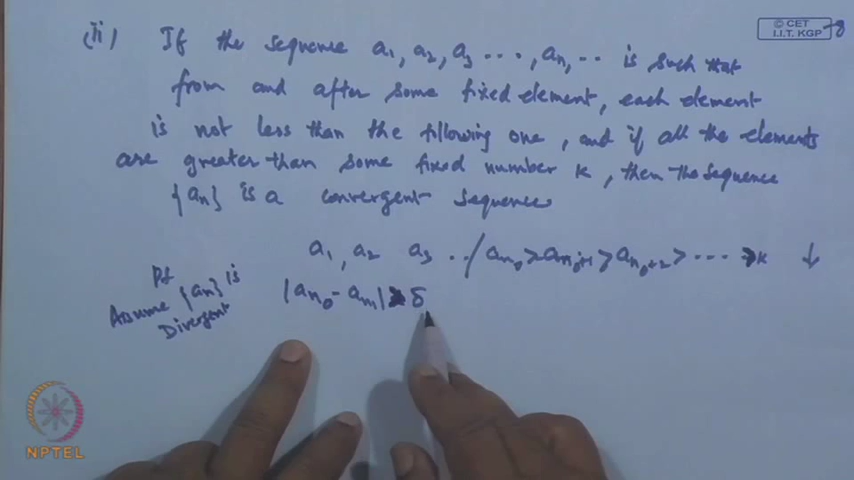 © CET
I.I.T. KGP
(ii) If the sequence a₁, a₂, a₃ ..., aₙ, .. is such that
from and after some fixed element, each element
is not less than the following one, and if all the elements
are greater than some fixed number K, then the sequence
{aₙ} is a convergent sequence
a₁, a₂ a₃ .. / aₙ₀ > aₙ₀₊₁ > aₙ₀₊₂ > ... > K ↓
Pf
Assume {aₙ} is
Divergent
|aₙ₀ - aₘ| > δ
NPTEL